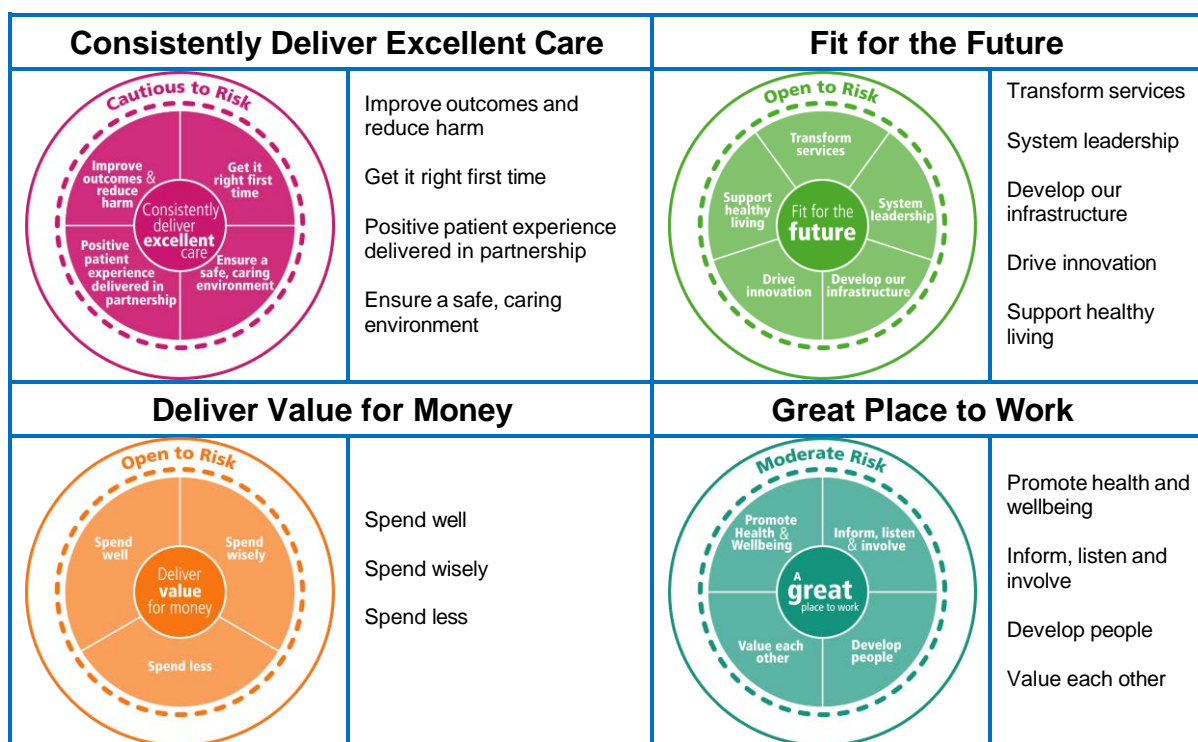 Consistently Deliver Excellent Care
Cautious to Risk
Improve
outcomes &
reduce
harm
Get it
right first
time
Consistently
deliver
excellent
care
Positive
patient
experience
delivered in
partnership
Ensure a
safe, caring
environment
Improve outcomes and
reduce harm
Get it right first time
Positive patient experience
delivered in partnership
Ensure a safe, caring
environment
Fit for the Future
Open to Risk
Transform
services
Support
healthy
living
System
leadership
Fit for the
future
Drive
innovation
Develop our
infrastructure
Transform services
System leadership
Develop our
infrastructure
Drive innovation
Support healthy
living
Deliver Value for Money
Open to Risk
Spend
well
Spend
wisely
Deliver
value
for money
Spend less
Spend well
Spend wisely
Spend less
Great Place to Work
Moderate Risk
Promote
Health &
Wellbeing
Inform, listen
& involve
A
great
place to work
Value each
other
Develop
people
Promote health and
wellbeing
Inform, listen and
involve
Develop people
Value each other